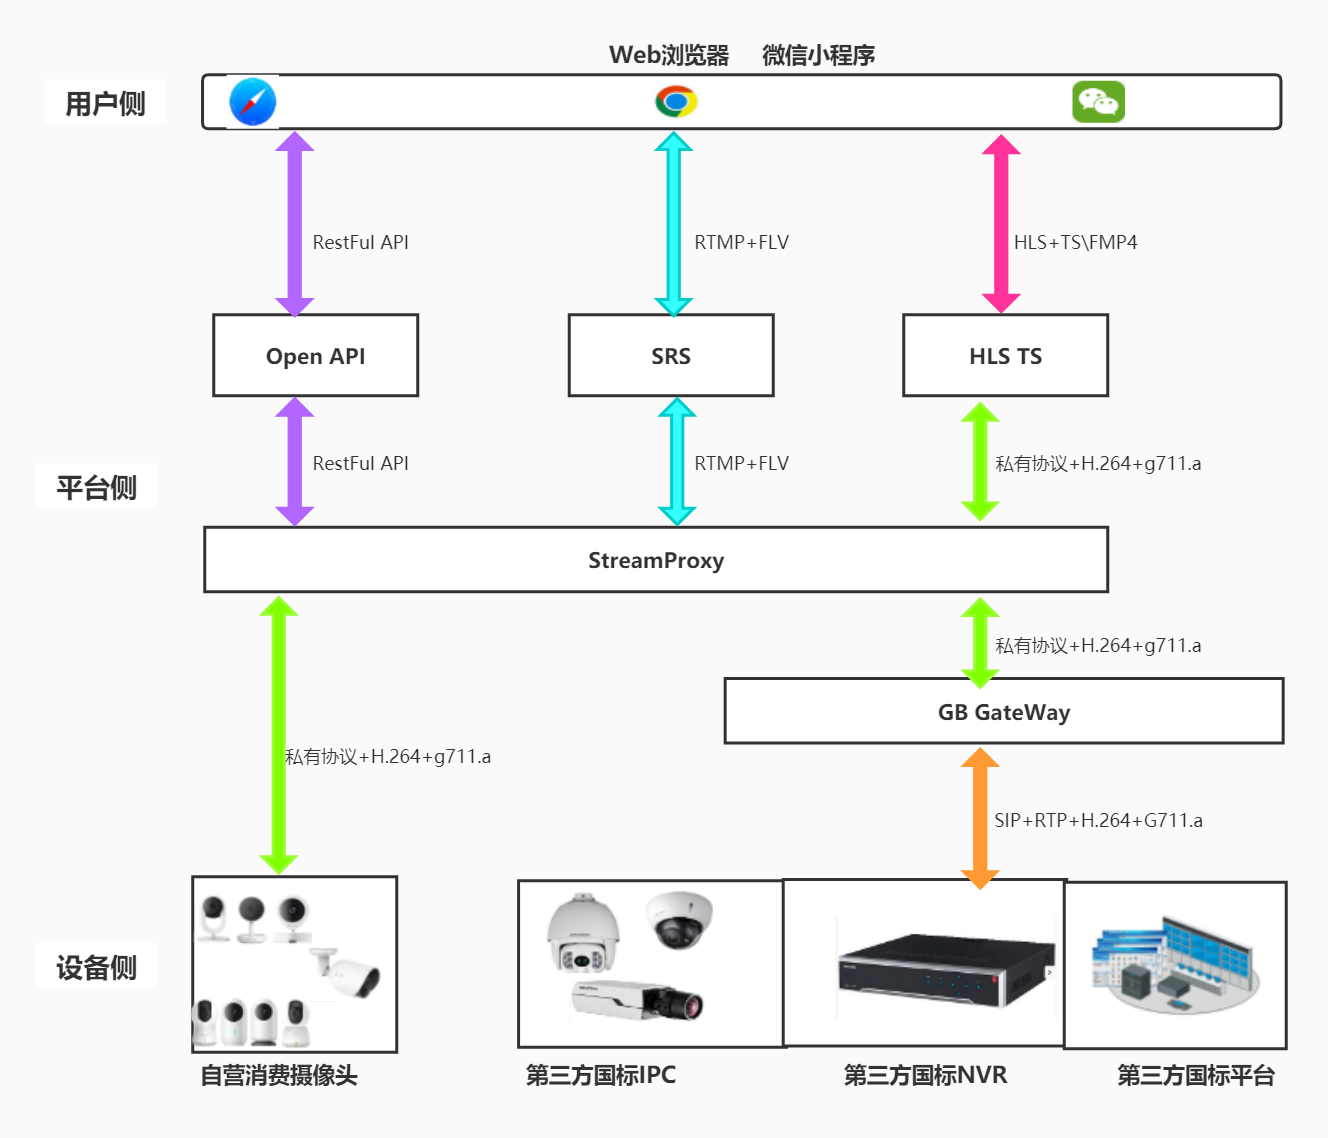 Web浏览器 微信小程序
用户侧
RestFul API
RTMP+FLV
HLS+TS\FMP4
Open API
SRS
HLS TS
RestFul API
RTMP+FLV
私有协议+H.264+g711.a
平台侧
StreamProxy
私有协议+H.264+g711.a
GB GateWay
私有协议+H.264+g711.a
SIP+RTP+H.264+G711.a
设备侧
自营消费摄像头
第三方国标IPC
第三方国标NVR
第三方国标平台